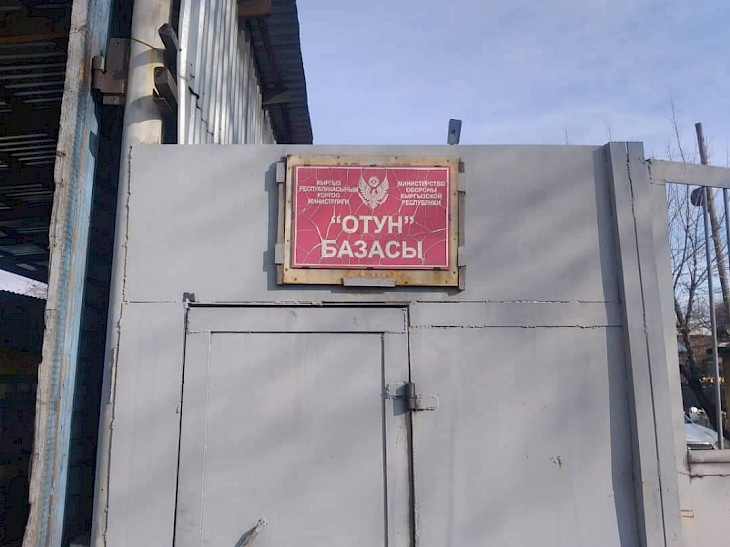 КЫРГЫЗ
РЕСПУБЛИКАСЫНЫН
КОРГОО
МИНИСТРЛИГИ
МИНИСТЕРСТВО
ОБОРОНЫ
КЫРГЫЗСКОЙ
РЕСПУБЛИКИ
“ОТУН”
БАЗАСЫ